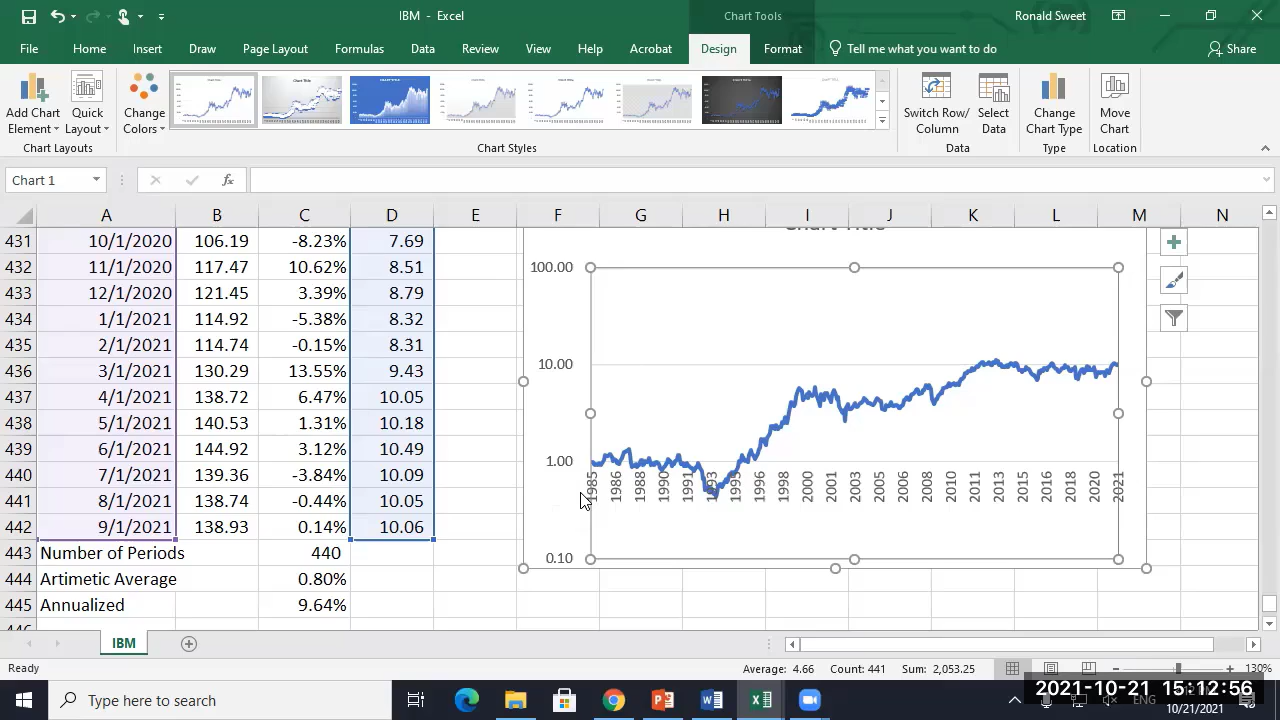 IBM - Excel
Chart Tools
Ronald Sweet
File Home Insert Draw Page Layout Formulas Data Review View Help Acrobat Design Format Tell me what you want to do Share
Add Chart Element
Quick Layout
Change Colors
Switch Row/ Column
Select Data
Change Chart Type
Move Chart
Chart Layouts Chart Styles Data Type Location
Chart 1 fx
A B C D E F G H I J K L M N
431 10/1/2020 106.19 -8.23% 7.69
432 11/1/2020 117.47 10.62% 8.51
433 12/1/2020 121.45 3.39% 8.79
434 1/1/2021 114.92 -5.38% 8.32
435 2/1/2021 114.74 -0.15% 8.31
436 3/1/2021 130.29 13.55% 9.43
437 4/1/2021 138.72 6.47% 10.05
438 5/1/2021 140.53 1.31% 10.18
439 6/1/2021 144.92 3.12% 10.49
440 7/1/2021 139.36 -3.84% 10.09
441 8/1/2021 138.74 -0.44% 10.05
442 9/1/2021 138.93 0.14% 10.06
443 Number of Periods 440
444 Artimetic Average 0.80%
445 Annualized 9.64%
Chart Title
100.00
10.00
1.00
0.10
1985 1986 1988 1990 1991 1993 1995 1996 1998 2000 2001 2003 2005 2006 2008 2010 2011 2013 2015 2016 2018 2020 2021
IBM
Ready Average: 4.66 Count: 441 Sum: 2,053.25 130%
Type here to search
ENG
2021-10-21 15:12:56
10/21/2021